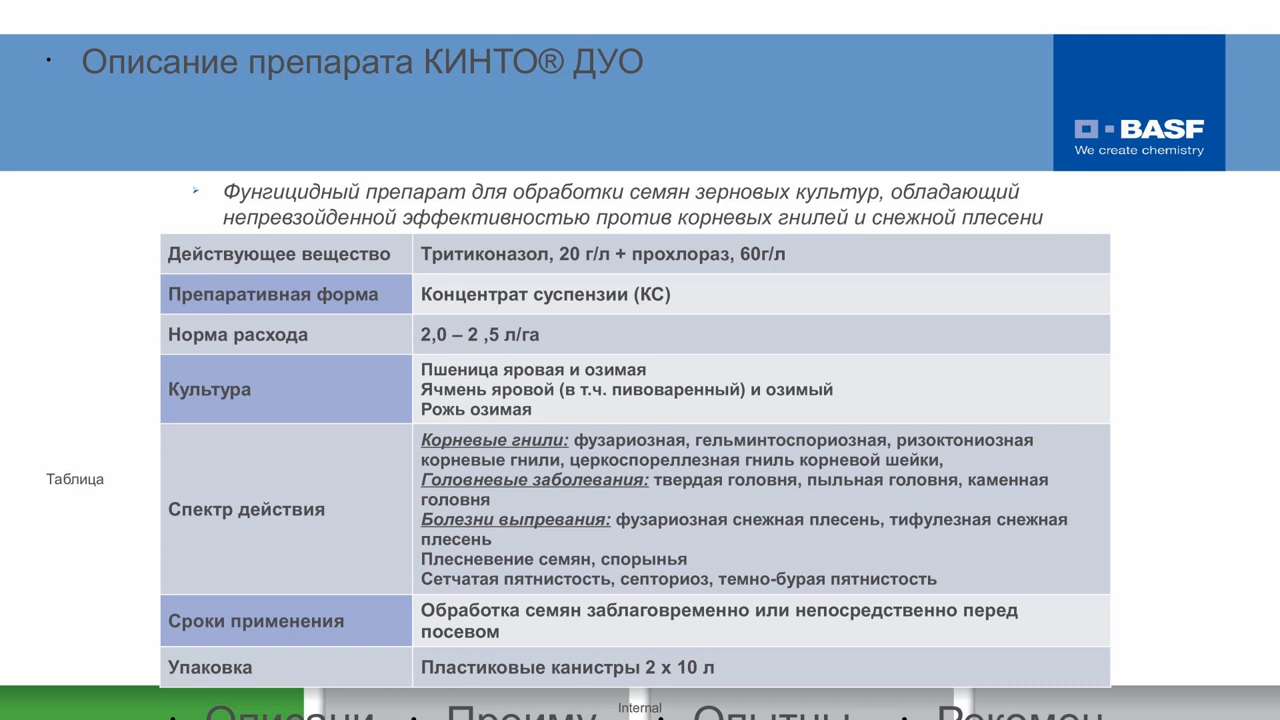 Описание препарата КИНТО® ДУО
BASF
We create chemistry
Фунгицидный препарат для обработки семян зерновых культур, обладающий
непревзойденной эффективностью против корневых гнилей и снежной плесени
Действующее вещество
Тритиконазол, 20 г/л + прохлораз, 60г/л
Препаративная форма
Концентрат суспензии (КС)
Норма расхода
2,0 – 2 ,5 л/га
Культура
Пшеница яровая и озимая
Ячмень яровой (в т.ч. пивоваренный) и озимый
Рожь озимая
Таблица
Спектр действия
Корневые гнили: фузариозная, гельминтоспориозная, ризоктониозная
корневые гнили, церкоспореллезная гниль корневой шейки,
Головневые заболевания: твердая головня, пыльная головня, каменная
головня
Болезни выпревания: фузариозная снежная плесень, тифулезная снежная
плесень
Плесневение семян, спорынья
Сетчатая пятнистость, септориоз, темно-бурая пятнистость
Сроки применения
Обработка семян заблаговременно или непосредственно перед
посевом
Упаковка
Пластиковые канистры 2 х 10 л
Internal
Описани
Преиму
Опытны
Рекомен